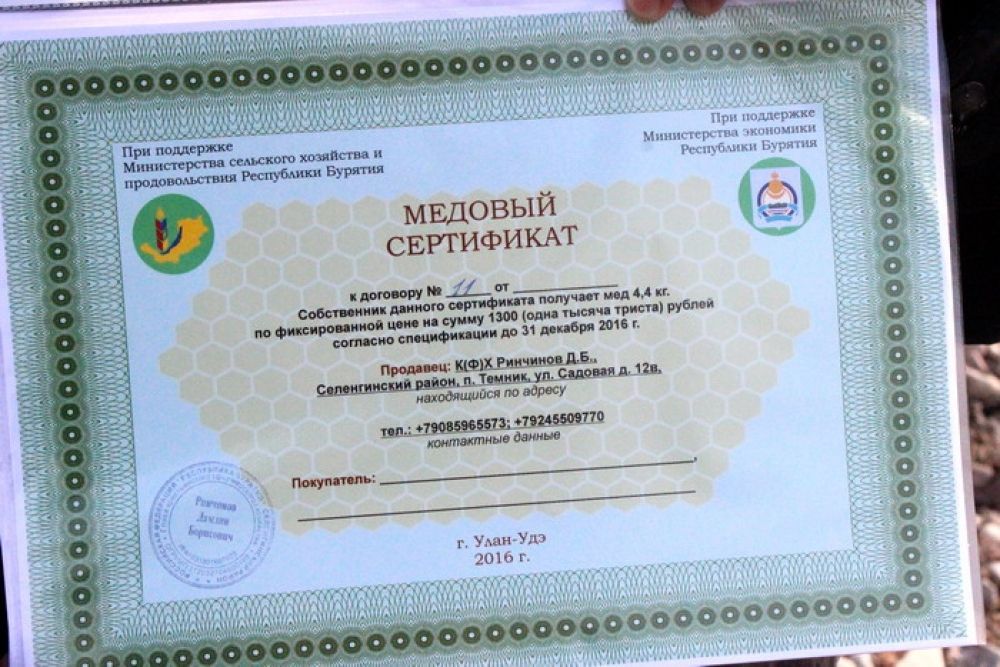 При поддержке
Министерства сельского хозяйства и
продовольствия Республики Бурятия
При поддержке
Министерства экономики
Республики Бурятия
МЕДОВЫЙ
СЕРТИФИКАТ
к договору № 11 от
Собственник данного сертификата получает мед 4,4 кг.
по фиксированной цене на сумму 1300 (одна тысяча триста) рублей
согласно спецификации до 31 декабря 2016 г.
Продавец: К(Ф)Х Ринчинов Д.Б.,
Селенгинский район, п. Темник, ул. Садовая д. 12в,
находящийся по адресу
тел.: +79085965573; +79245509770
контактные данные
Покупатель: ,
Борисович
г. Улан-Удэ
2016 г.